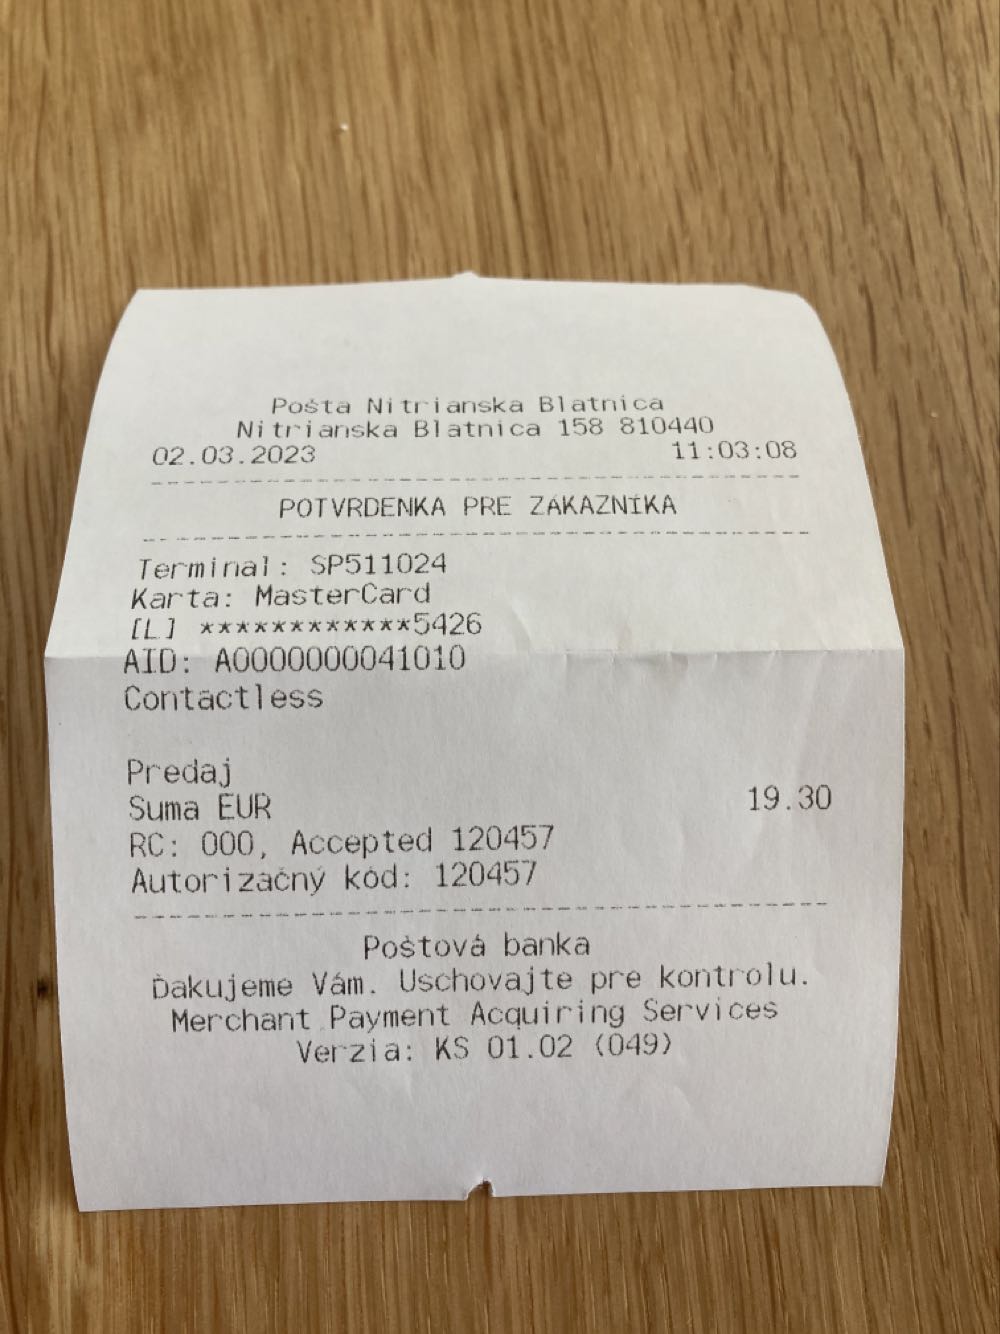 Pošta Nitrianska Blatnica
Nitrianska Blatnica 158 810440
02.03.2023 11:03:08
POTVRDENKA PRE ZÁKAZNÍKA
Terminal: SP511024
Karta: MasterCard
[L] ************5426
AID: A0000000041010
Contactless
Predaj
Suma EUR 19.30
RC: 000, Accepted 120457
Autorizačný kód: 120457
Poštová banka
Ďakujeme Vám. Uschovajte pre kontrolu.
Merchant Payment Acquiring Services
Verzia: KS 01.02 (049)